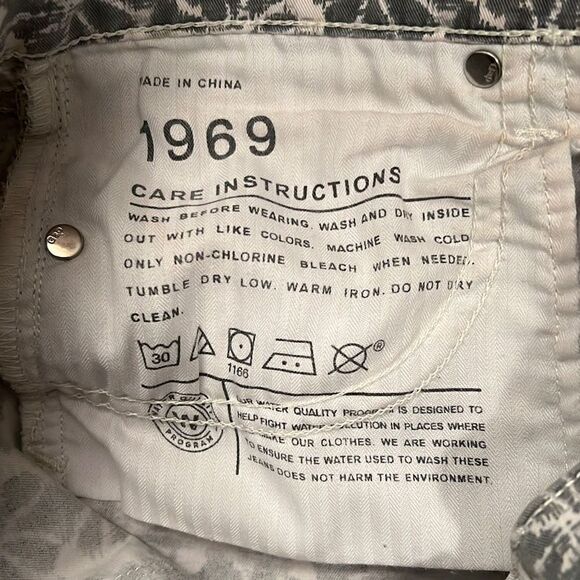 MADE IN CHINA
1969
CARE INSTRUCTIONS
WASH BEFORE WEARING. WASH AND DRY INSIDE
OUT WITH LIKE COLORS. MACHINE WASH COLD
ONLY NON-CHLORINE BLEACH WHEN NEEDED.
TUMBLE DRY LOW. WARM IRON. DO NOT DRY
CLEAN.
30
1166
®
OUR WATER QUALITY PROGRAM IS DESIGNED TO
HELP FIGHT WATER POLLUTION IN PLACES WHERE
MAKE OUR CLOTHES. WE ARE WORKING
TO ENSURE THE WATER USED TO WASH THESE
JEANS DOES NOT HARM THE ENVIRONMENT.
W
PROGRAM